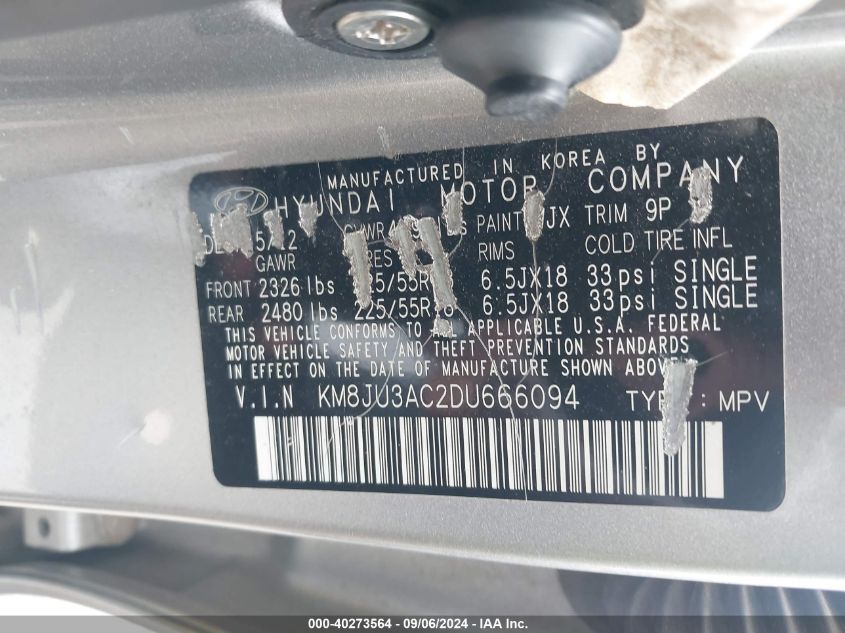 MANUFACTURED IN KOREA BY
HYUNDAI MOTOR COMPANY
PAINT JX TRIM 9P
GAWR RIMS COLD TIRE INFL
FRONT 2326 lbs 6.5JX18 33psi SINGLE
REAR 2480 lbs 225/55R 6.5JX18 33psi SINGLE
THIS VEHICLE CONFORMS TO ALL APPLICABLE U.S.A. FEDERAL
MOTOR VEHICLE SAFETY AND THEFT PREVENTION STANDARDS
IN EFFECT ON THE DATE OF MANUFACTURE SHOWN ABOVE
V.I.N KM8JU3AC2DU666094 TYPE : MPV
000-40273564 - 09/06/2024 - IAA Inc.